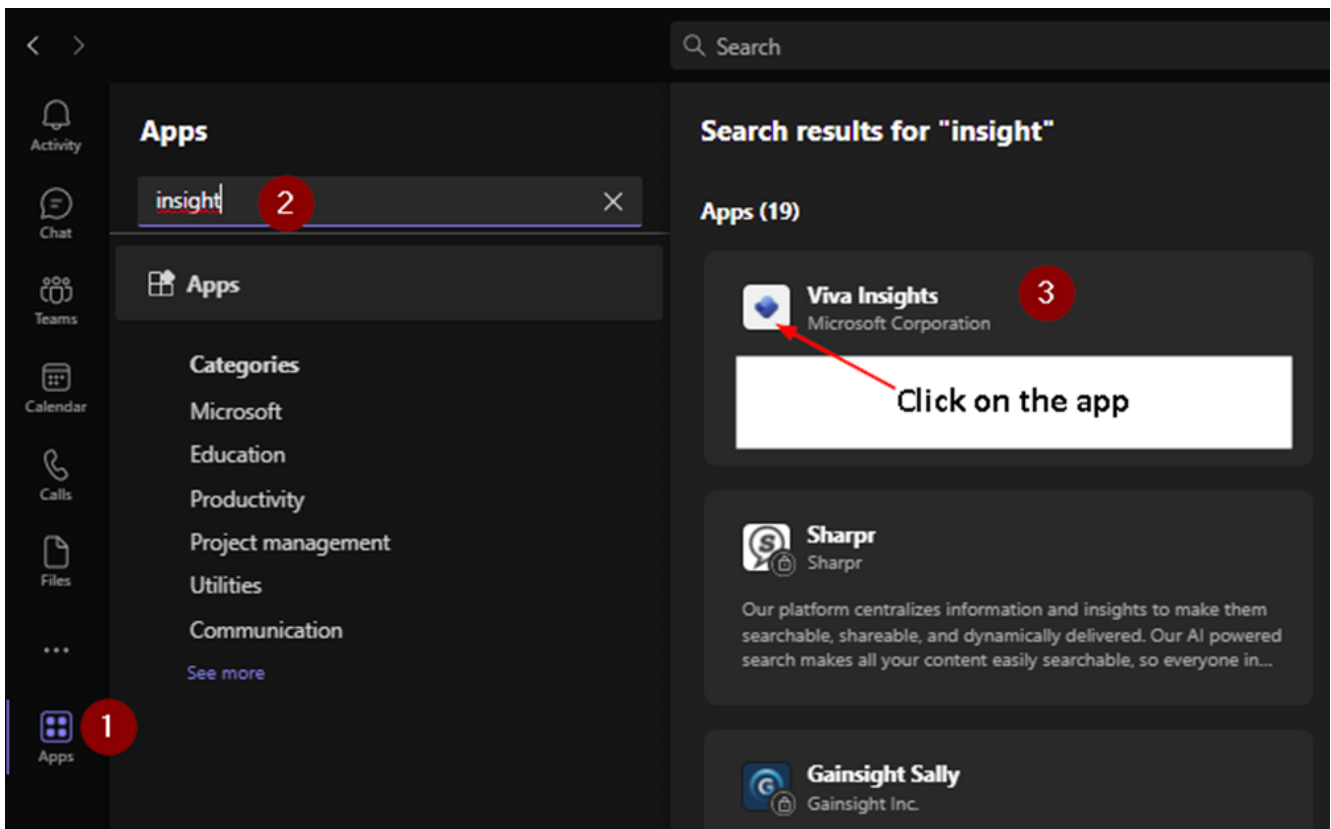 Search
Activity
Chat
Teams
Calendar
Calls
Files
Apps
1
Apps
insight
2
Apps
Categories
Microsoft
Education
Productivity
Project management
Utilities
Communication
See more
Search results for "insight"
Apps (19)
Viva Insights
3
Microsoft Corporation
Click on the app
Sharpr
Sharpr
Our platform centralizes information and insights to make them
searchable, shareable, and dynamically delivered. Our AI powered
search makes all your content easily searchable, so everyone in...
Gainsight Sally
Gainsight Inc.